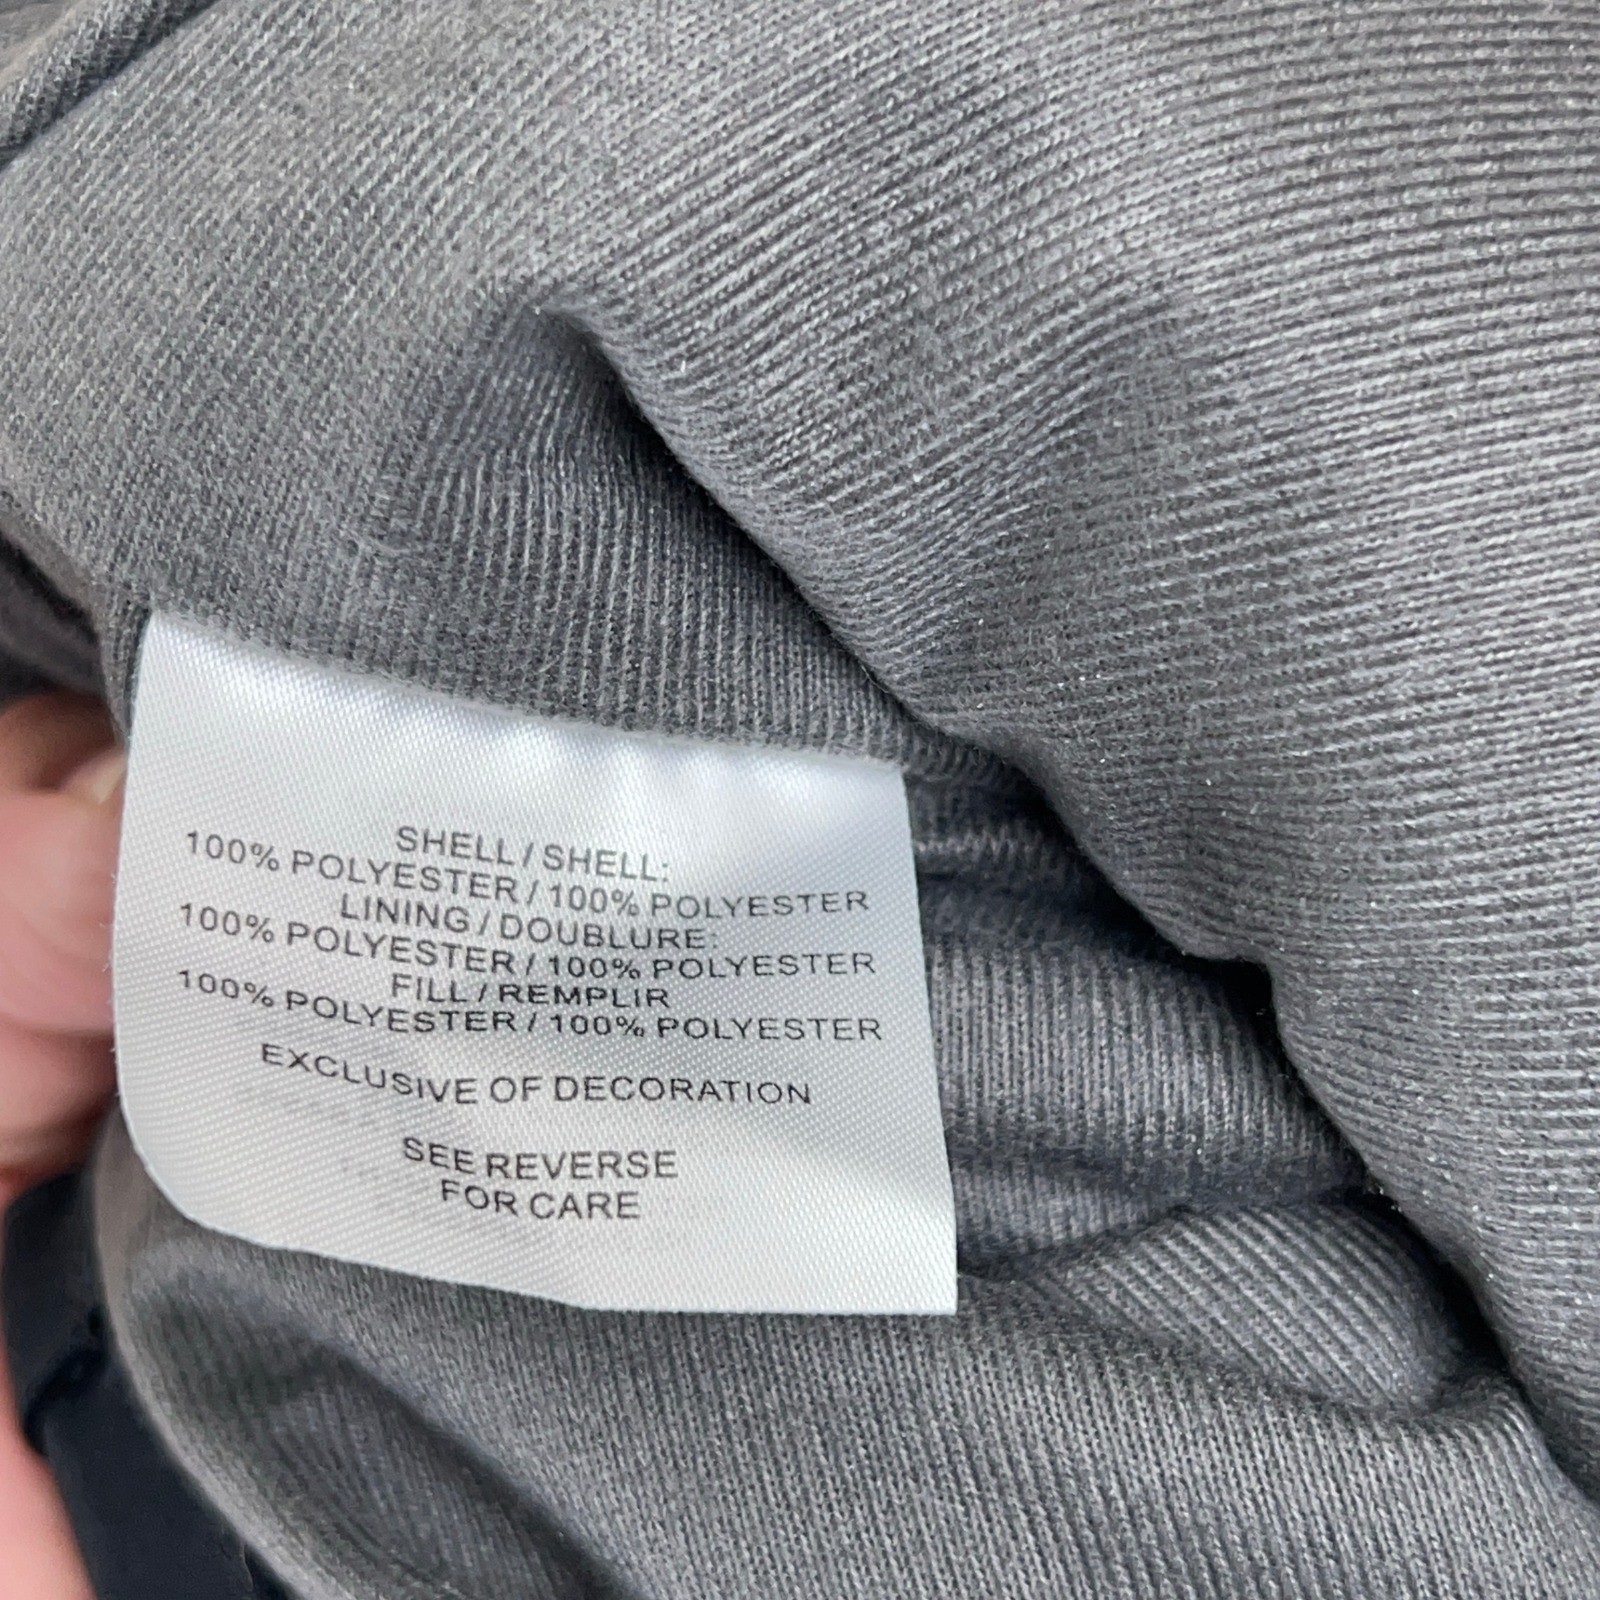 SHELL / SHELL:
100% POLYESTER / 100% POLYESTER
LINING / DOUBLURE:
100% POLYESTER / 100% POLYESTER
FILL / REMPLIR
100% POLYESTER / 100% POLYESTER
EXCLUSIVE OF DECORATION
SEE REVERSE
FOR CARE